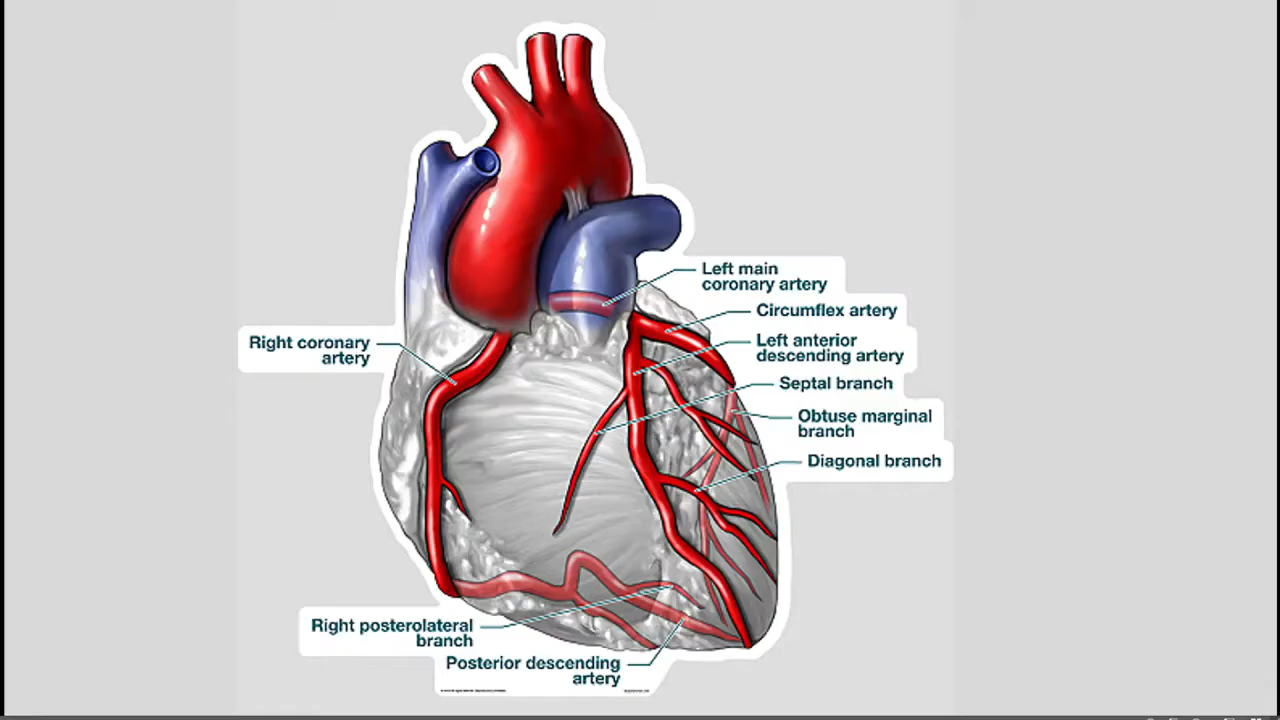 Left main
coronary artery
Circumflex artery
Left anterior
descending artery
Septal branch
Obtuse marginal
branch
Diagonal branch
Right coronary
artery
Right posterolateral
branch
Posterior descending
artery